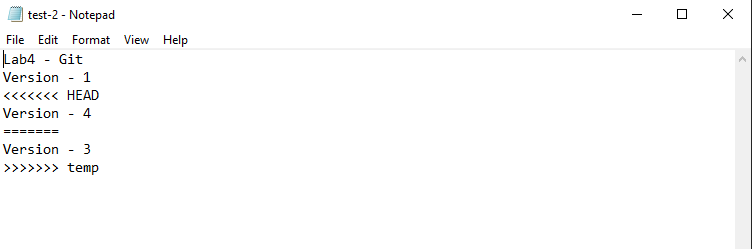 test-2 - Notepad
File Edit Format View Help
Lab4 - Git
Version - 1
<<<<<<< HEAD
Version - 4
=======
Version - 3
>>>>>>> temp